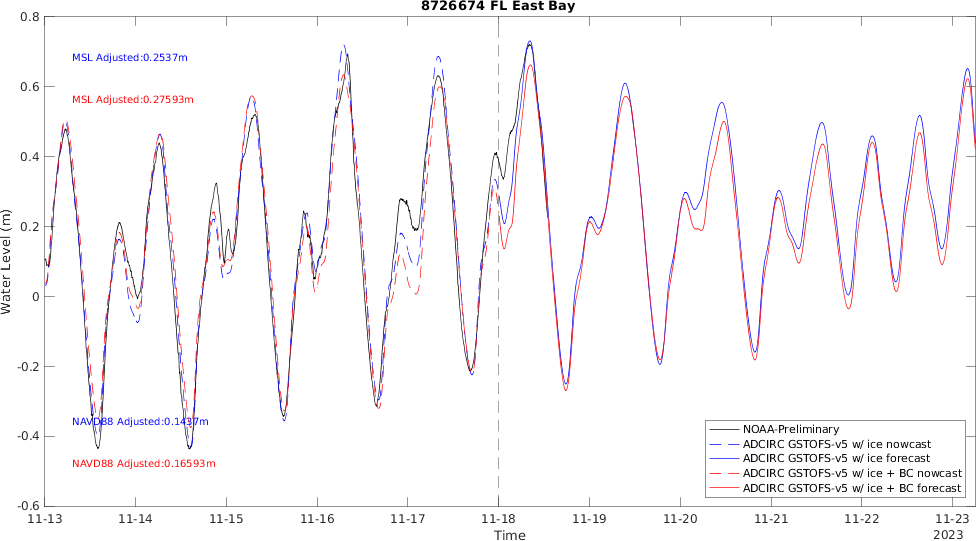 8726674 FL East Bay
0.8
0.6
0.4
0.2
0
-0.2
-0.4
-0.6
Water Level (m)
MSL Adjusted:0.2537m
MSL Adjusted:0.27593m
NAVD88 Adjusted:0.1437m
NAVD88 Adjusted:0.16593m
NOAA-Preliminary
ADCIRC GSTOFS-v5 w/ ice nowcast
ADCIRC GSTOFS-v5 w/ ice forecast
ADCIRC GSTOFS-v5 w/ ice + BC nowcast
ADCIRC GSTOFS-v5 w/ ice + BC forecast
11-13 11-14 11-15 11-16 11-17 11-18 11-19 11-20 11-21 11-22 11-23
Time 2023